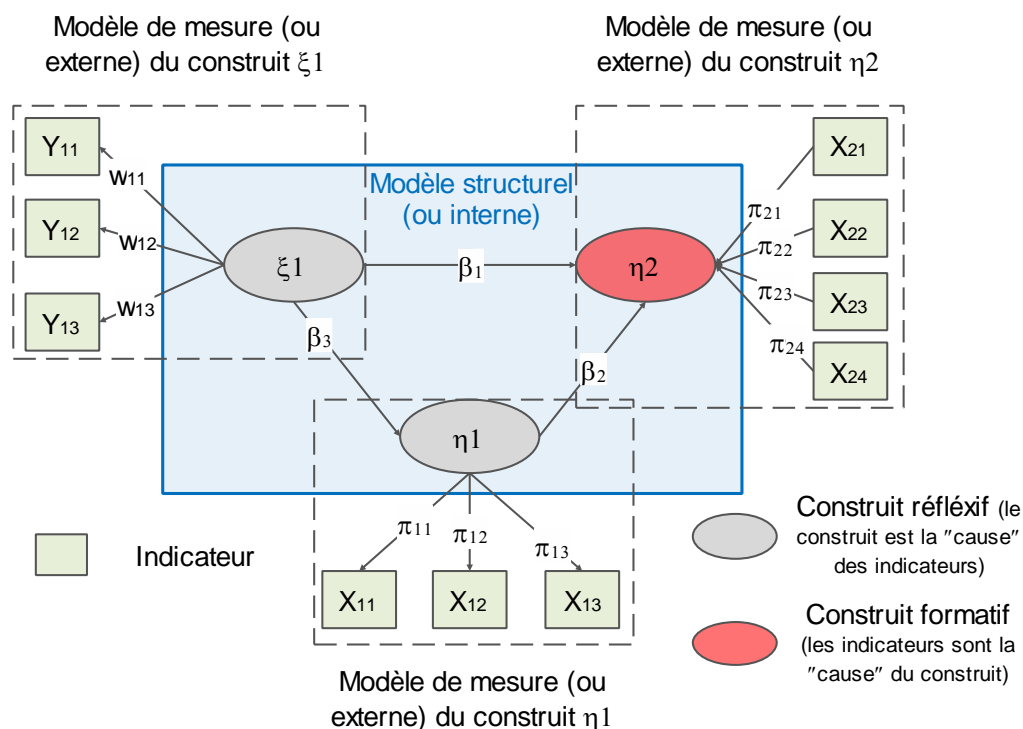 Modèle de mesure (ou
externe) du construit ξ1
Modèle de mesure (ou
externe) du construit η2
Y11
Y12
Y13
w11
w12
w13
Modèle structurel
(ou interne)
ξ1
β1
η2
β3
β2
η1
π21
π22
π23
π24
X21
X22
X23
X24
π11
π12
π13
X11
X12
X13
Indicateur
Construit réfléxif (le
construit est la "cause"
des indicateurs)
Construit formatif
(les indicateurs sont la
"cause" du construit)
Modèle de mesure (ou
externe) du construit η1